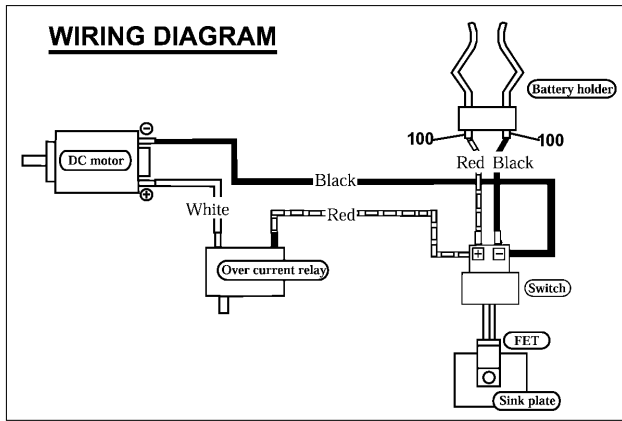 WIRING DIAGRAM
Battery holder
100
100
DC motor
Red
Black
Black
White
Red
Over current relay
+
−
Switch
FET
Sink plate